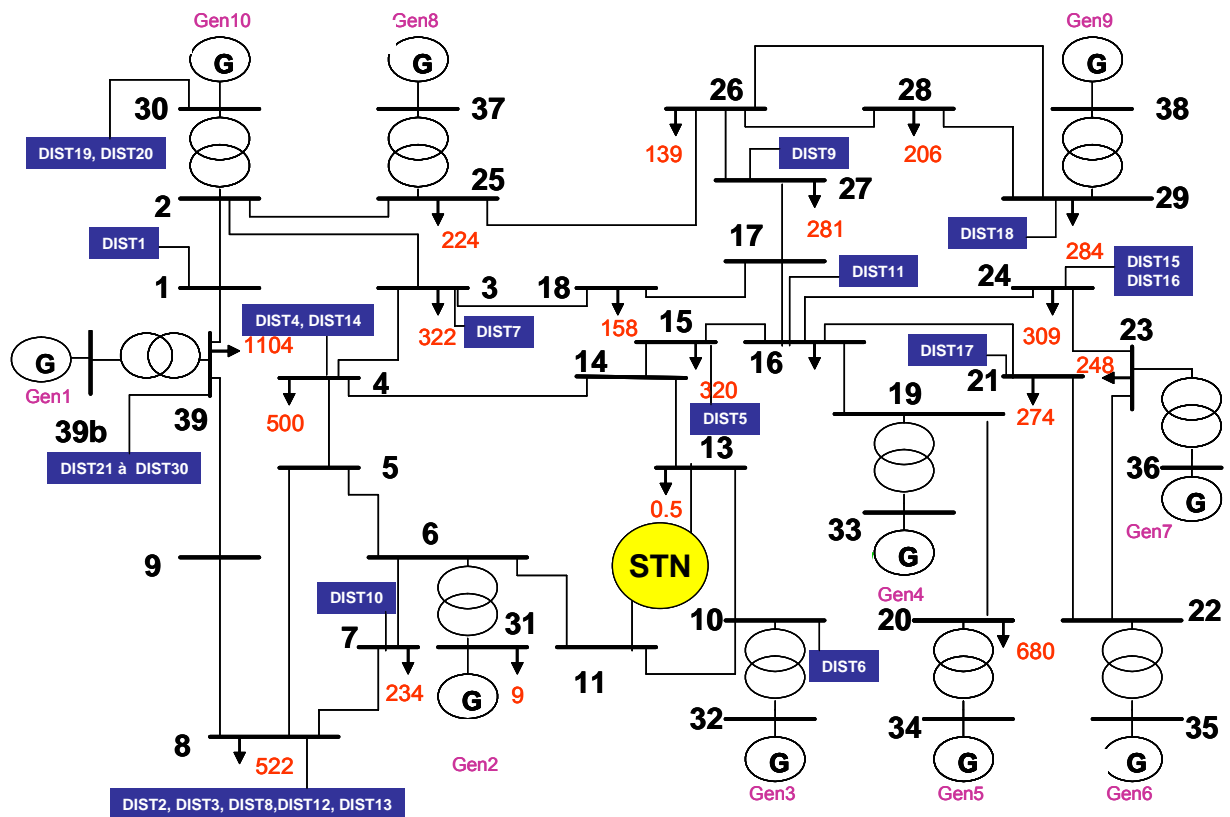 Gen10
Gen8
Gen9
G
G
G
30
37
26
28
38
DIST19, DIST20
139
206
DIST9
27
2
25
29
281
224
DIST18
284
DIST1
17
DIST11
DIST15
DIST16
1
3
18
24
DIST4, DIST14
322
DIST7
158
15
309
23
1104
G
Gen1
14
16
DIST17
21
248
39b
39
4
500
320
DIST5
19
274
DIST21 à DIST30
13
36
5
0.5
33
G
Gen7
6
STN
G
Gen4
9
DIST10
7
31
10
20
22
234
G
9
11
DIST6
680
32
34
35
8
522
Gen2
G
G
G
Gen3
Gen5
Gen6
DIST2, DIST3, DIST8,DIST12, DIST13